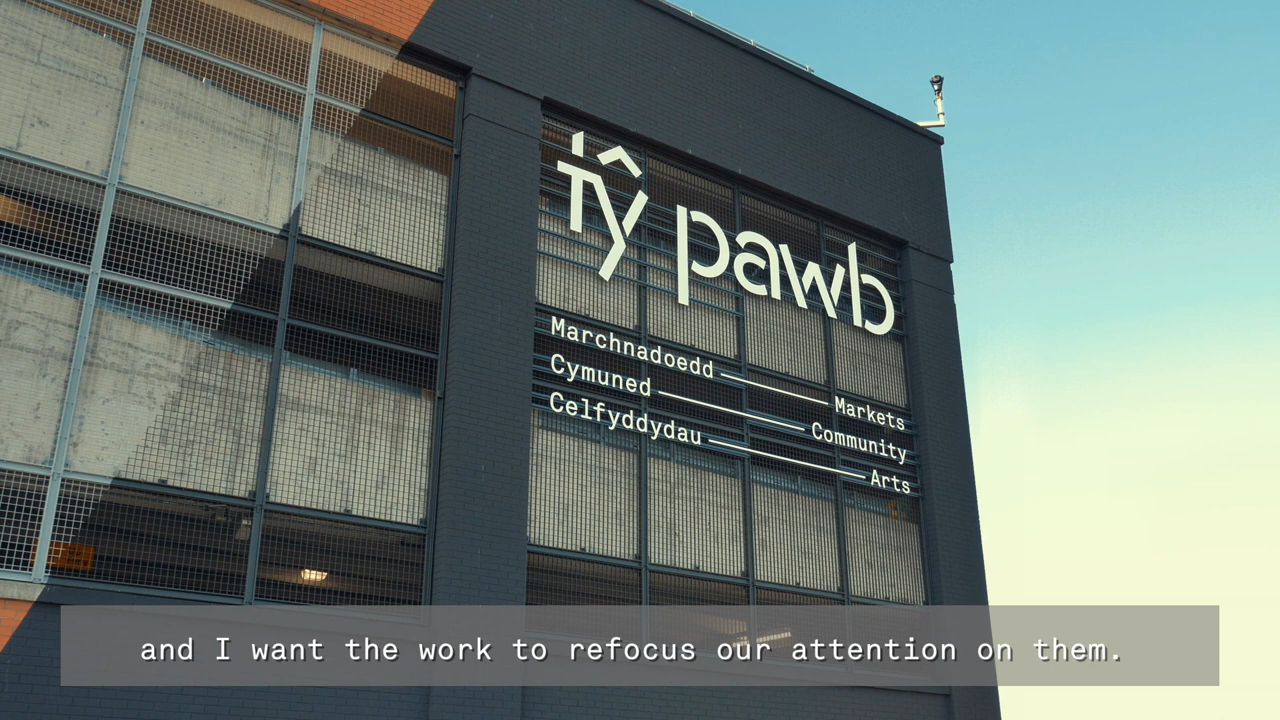 tŷ pawb
Marchnadoedd — Markets
Cymuned — Community
Celfyddydau — Arts
and I want the work to refocus our attention on them.